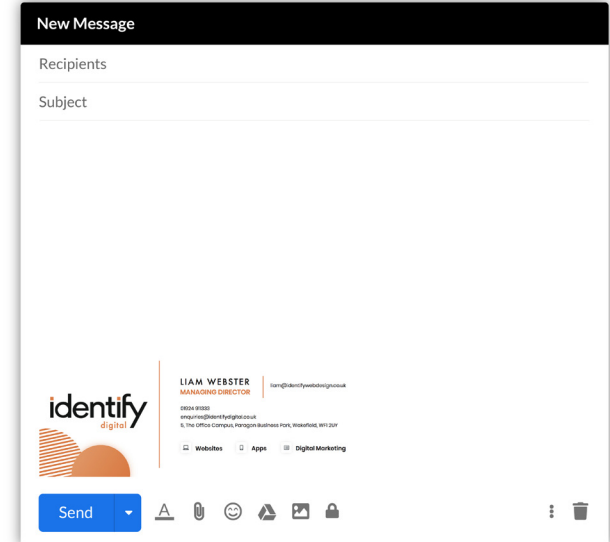 New Message
Recipients
Subject
identify
digital
LIAM WEBSTER
MANAGING DIRECTOR
liam@identifywebdesign.co.uk
01924 911333
enquiries@identifydigital.co.uk
5, The Office Campus, Paragon Business Park, Wakefield, WF1 2UY
Websites Apps Digital Marketing
Send A